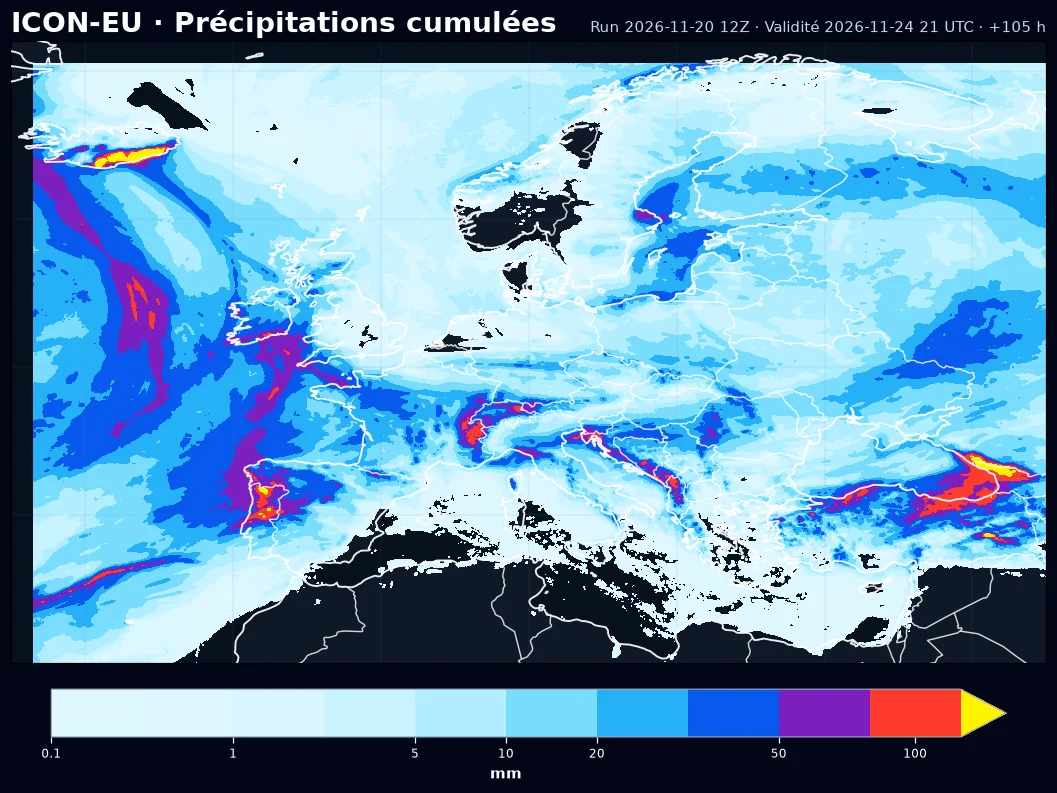 ICON-EU · Précipitations cumulées
Run 2026-11-20 12Z · Validité 2026-11-24 21 UTC · +105 h
0.1 1 5 10 20 50 100
mm